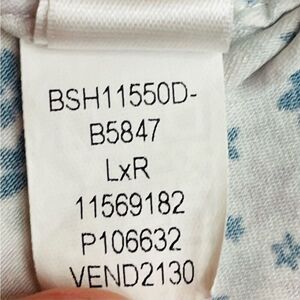 BSH11550D-
B5847
LxR
11569182
P106632
VEND2130